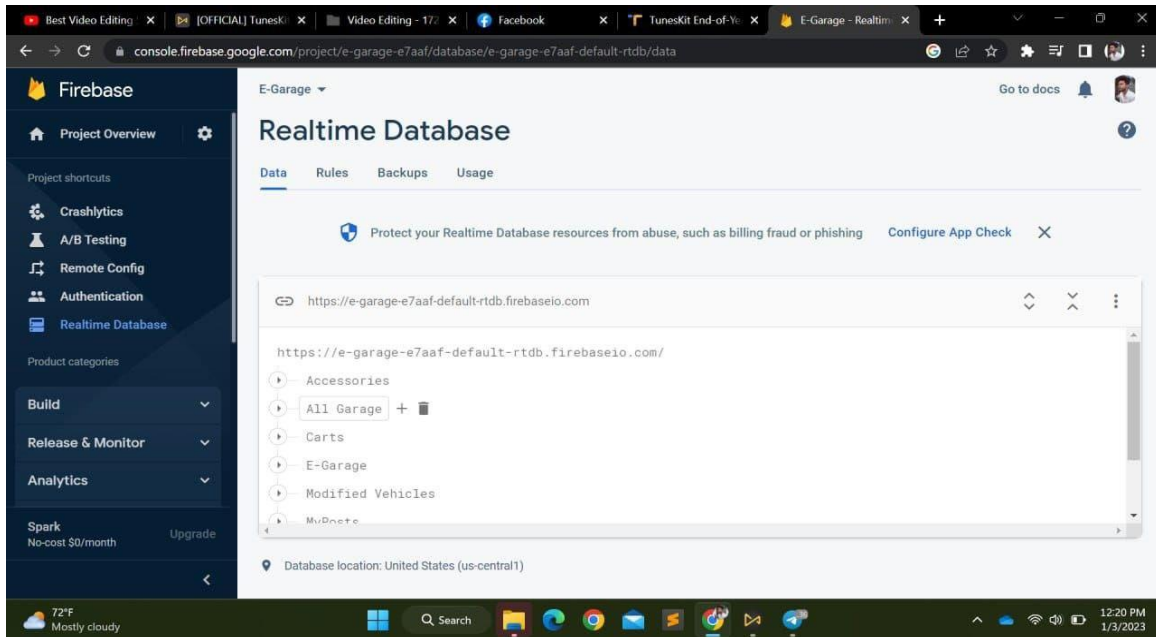 Best Video Editing
[OFFICIAL] TunesKi
Video Editing - 172
Facebook
TunesKit End-of-Ye
E-Garage - Realtim
console.firebase.google.com/project/e-garage-e7aaf/database/e-garage-e7aaf-default-rtdb/data
Firebase
E-Garage
Go to docs
Project Overview
Realtime Database
Project shortcuts
Data Rules Backups Usage
Crashlytics
A/B Testing
Remote Config
Authentication
Realtime Database
Protect your Realtime Database resources from abuse, such as billing fraud or phishing Configure App Check
Product categories
Build
Release & Monitor
Analytics
Spark
No-cost $0/month
Upgrade
https://e-garage-e7aaf-default-rtdb.firebaseio.com
https://e-garage-e7aaf-default-rtdb.firebaseio.com/
Accessories
All Garage
Carts
E-Garage
Modified Vehicles
MyPosts
Database location: United States (us-central1)
72°F
Mostly cloudy
Search
12:20 PM
1/3/2023